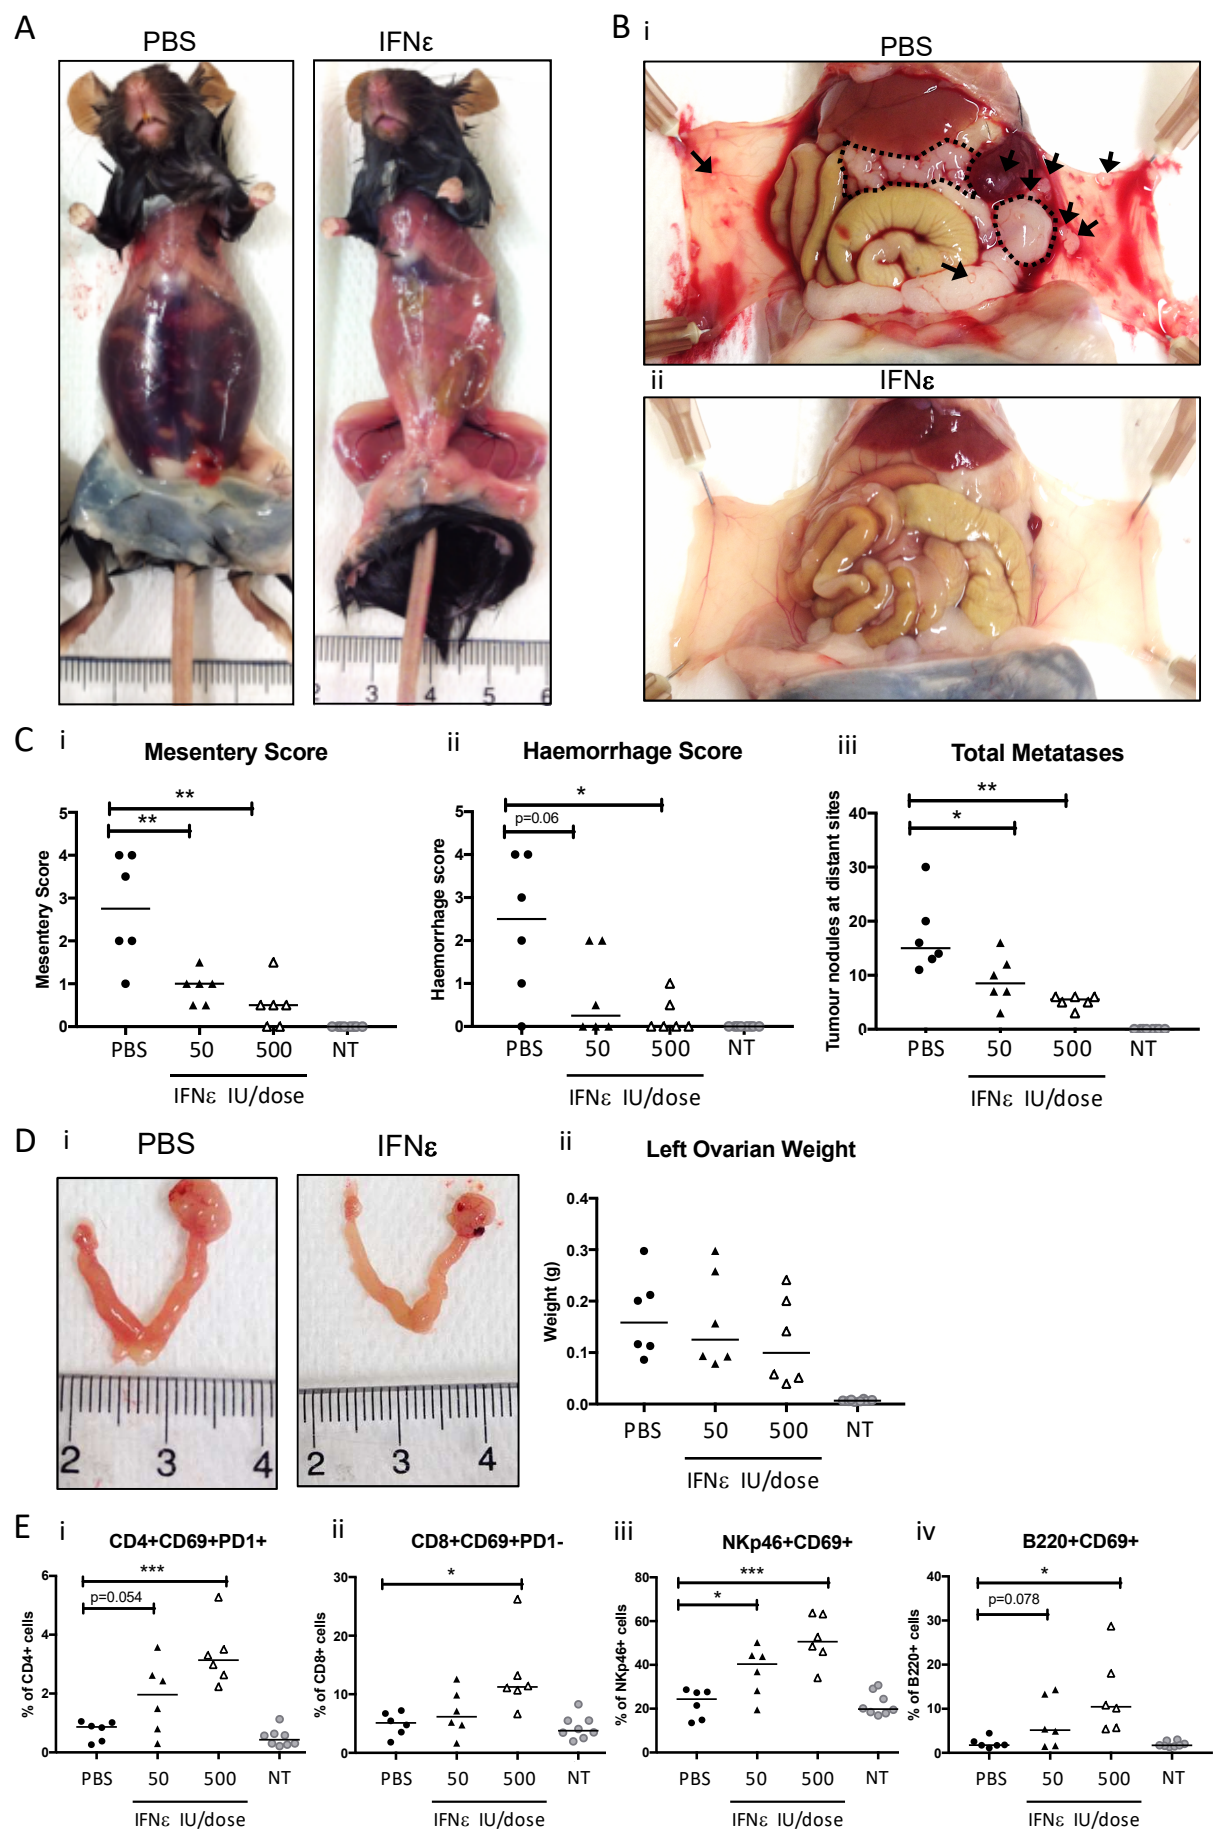 A
PBS
IFNε
2 3 4 5 6
B i
PBS
ii
IFNε
C i
Mesentery Score
**
**
Mesentery Score
5
4
3
2
1
0
PBS 50 500 NT
IFNε IU/dose
ii
Haemorrhage Score
*
p=0.06
Haemorrhage score
5
4
3
2
1
0
PBS 50 500 NT
IFNε IU/dose
iii
Total Metatases
**
*
Tumour nodules at distant sites
40
30
20
10
0
PBS 50 500 NT
IFNε IU/dose
D i
PBS
IFNε
2 3 4
2 3 4
ii
Left Ovarian Weight
Weight (g)
0.4
0.3
0.2
0.1
0.0
PBS 50 500 NT
IFNε IU/dose
E i
CD4+CD69+PD1+
***
p=0.054
% of CD4+ cells
6
4
2
0
PBS 50 500 NT
IFNε IU/dose
ii
CD8+CD69+PD1-
*
% of CD8+ cells
30
20
10
0
PBS 50 500 NT
IFNε IU/dose
iii
NKp46+CD69+
***
*
% of NKp46+ cells
80
60
40
20
0
PBS 50 500 NT
IFNε IU/dose
iv
B220+CD69+
*
p=0.078
% of B220+ cells
40
30
20
10
0
PBS 50 500 NT
IFNε IU/dose